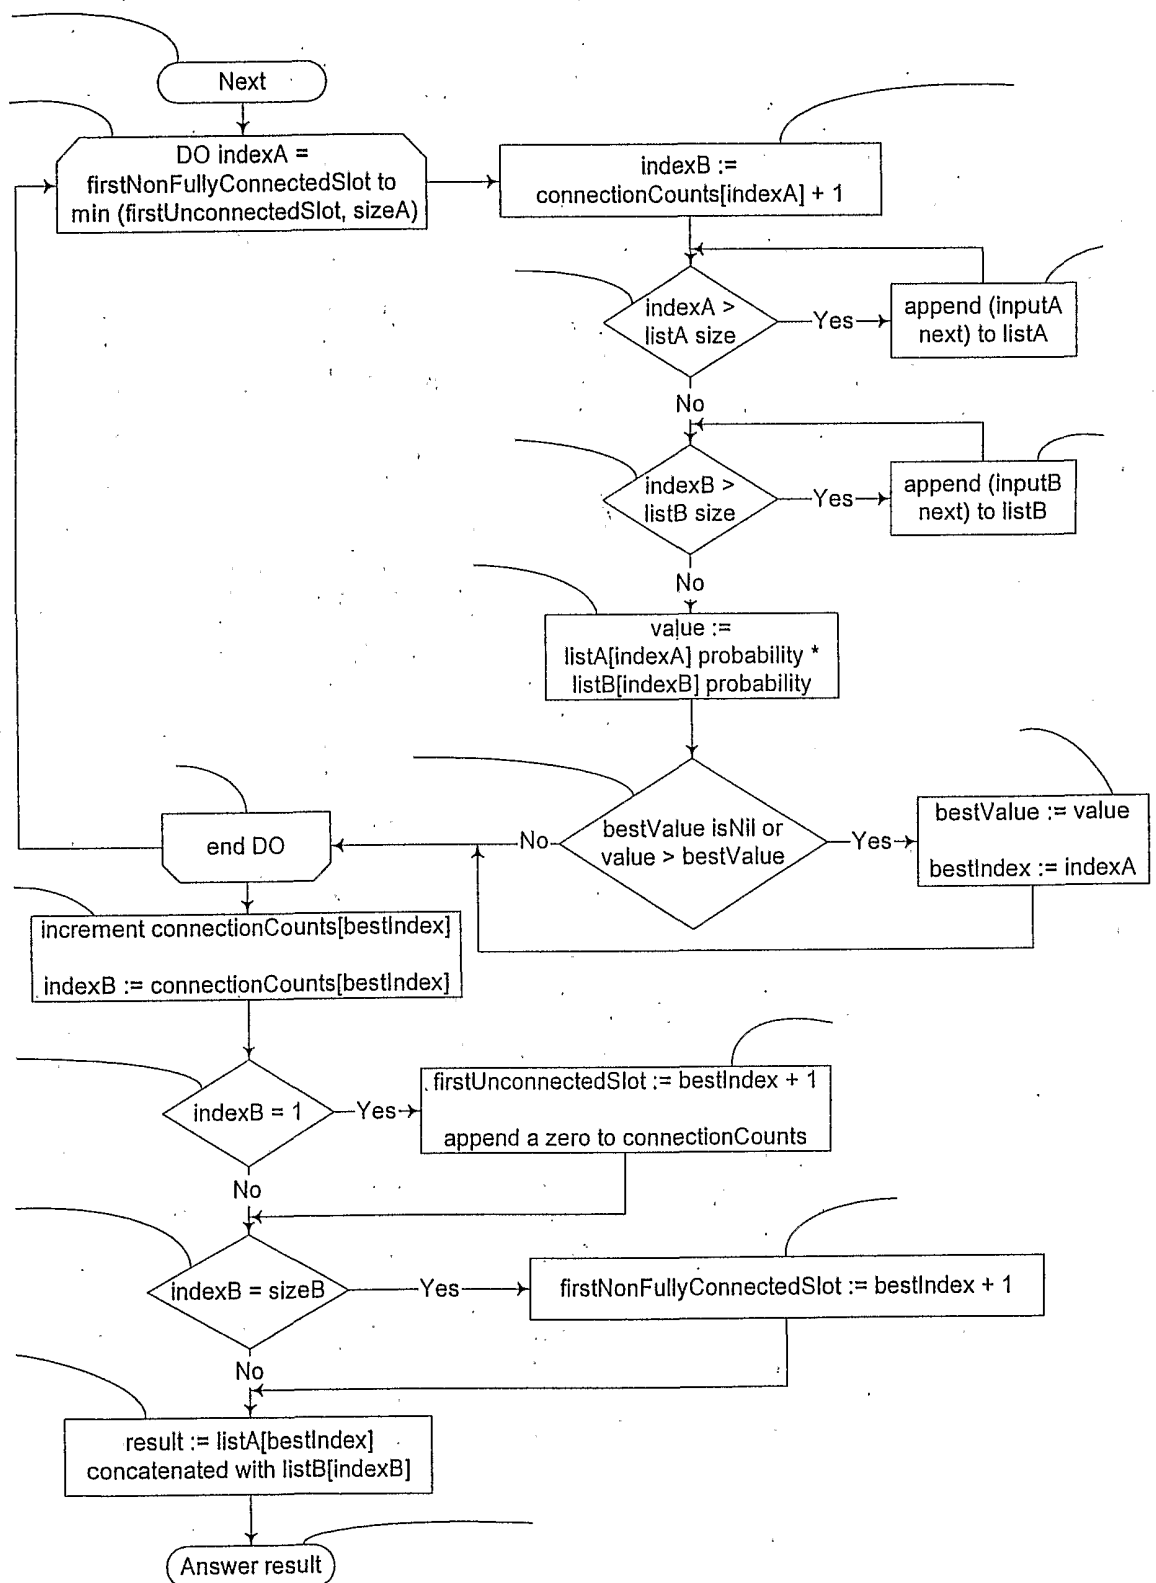 Next
DO indexA =
firstNonFullyConnectedSlot to
min (firstUnconnectedSlot, sizeA)
indexB :=
connectionCounts[indexA] + 1
indexA >
listA size
Yes
append (inputA
next) to listA
No
indexB >
listB size
Yes
append (inputB
next) to listB
No
value :=
listA[indexA] probability *
listB[indexB] probability
bestValue isNil or
value > bestValue
Yes
bestValue := value
bestIndex := indexA
No
end DO
increment connectionCounts[bestIndex]
indexB := connectionCounts[bestIndex]
indexB = 1
Yes
firstUnconnectedSlot := bestIndex + 1
append a zero to connectionCounts
No
indexB = sizeB
Yes
firstNonFullyConnectedSlot := bestIndex + 1
No
result := listA[bestIndex]
concatenated with listB[indexB]
Answer result